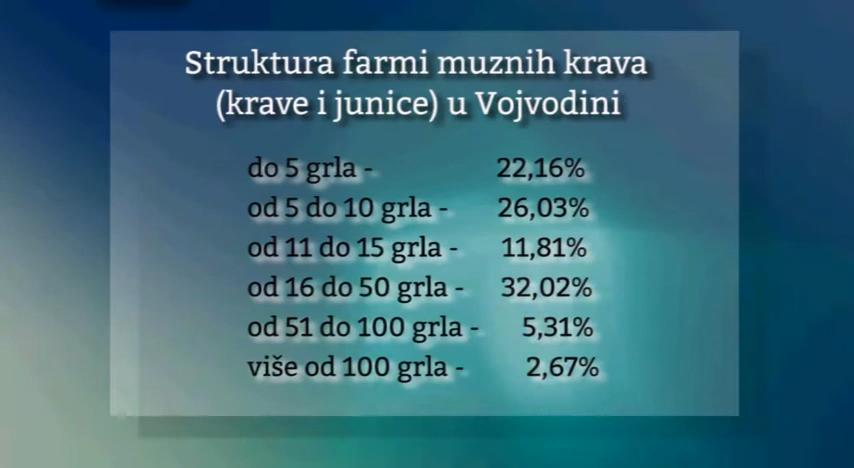 Struktura farmi muznih krava
(krave i junice) u Vojvodini
do 5 grla - 22,16%
od 5 do 10 grla - 26,03%
od 11 do 15 grla - 11,81%
od 16 do 50 grla - 32,02%
od 51 do 100 grla - 5,31%
više od 100 grla - 2,67%